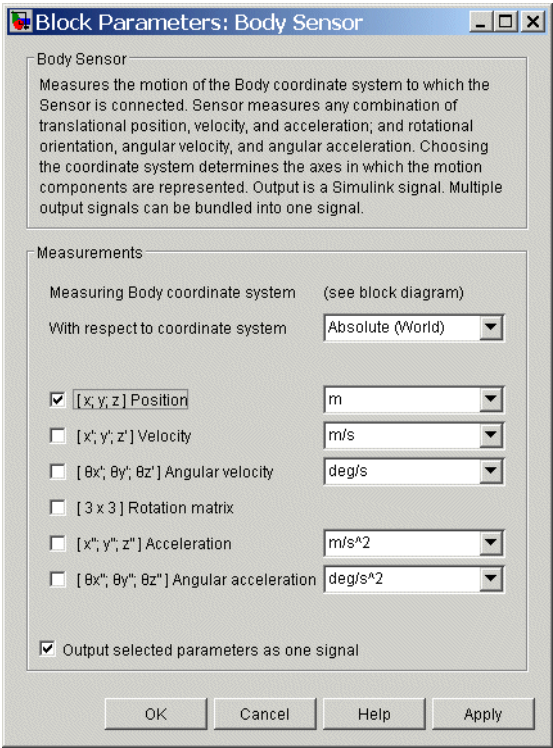 Block Parameters: Body Sensor
Body Sensor
Measures the motion of the Body coordinate system to which the
Sensor is connected. Sensor measures any combination of
translational position, velocity, and acceleration; and rotational
orientation, angular velocity, and angular acceleration. Choosing
the coordinate system determines the axes in which the motion
components are represented. Output is a Simulink signal. Multiple
output signals can be bundled into one signal.
Measurements
Measuring Body coordinate system (see block diagram)
With respect to coordinate system Absolute (World)
[ x; y; z ] Position m
[ x'; y'; z' ] Velocity m/s
[ θx'; θy'; θz' ] Angular velocity deg/s
[ 3 x 3 ] Rotation matrix
[ x''; y''; z'' ] Acceleration m/s^2
[ θx''; θy''; θz'' ] Angular acceleration deg/s^2
Output selected parameters as one signal
OK Cancel Help Apply